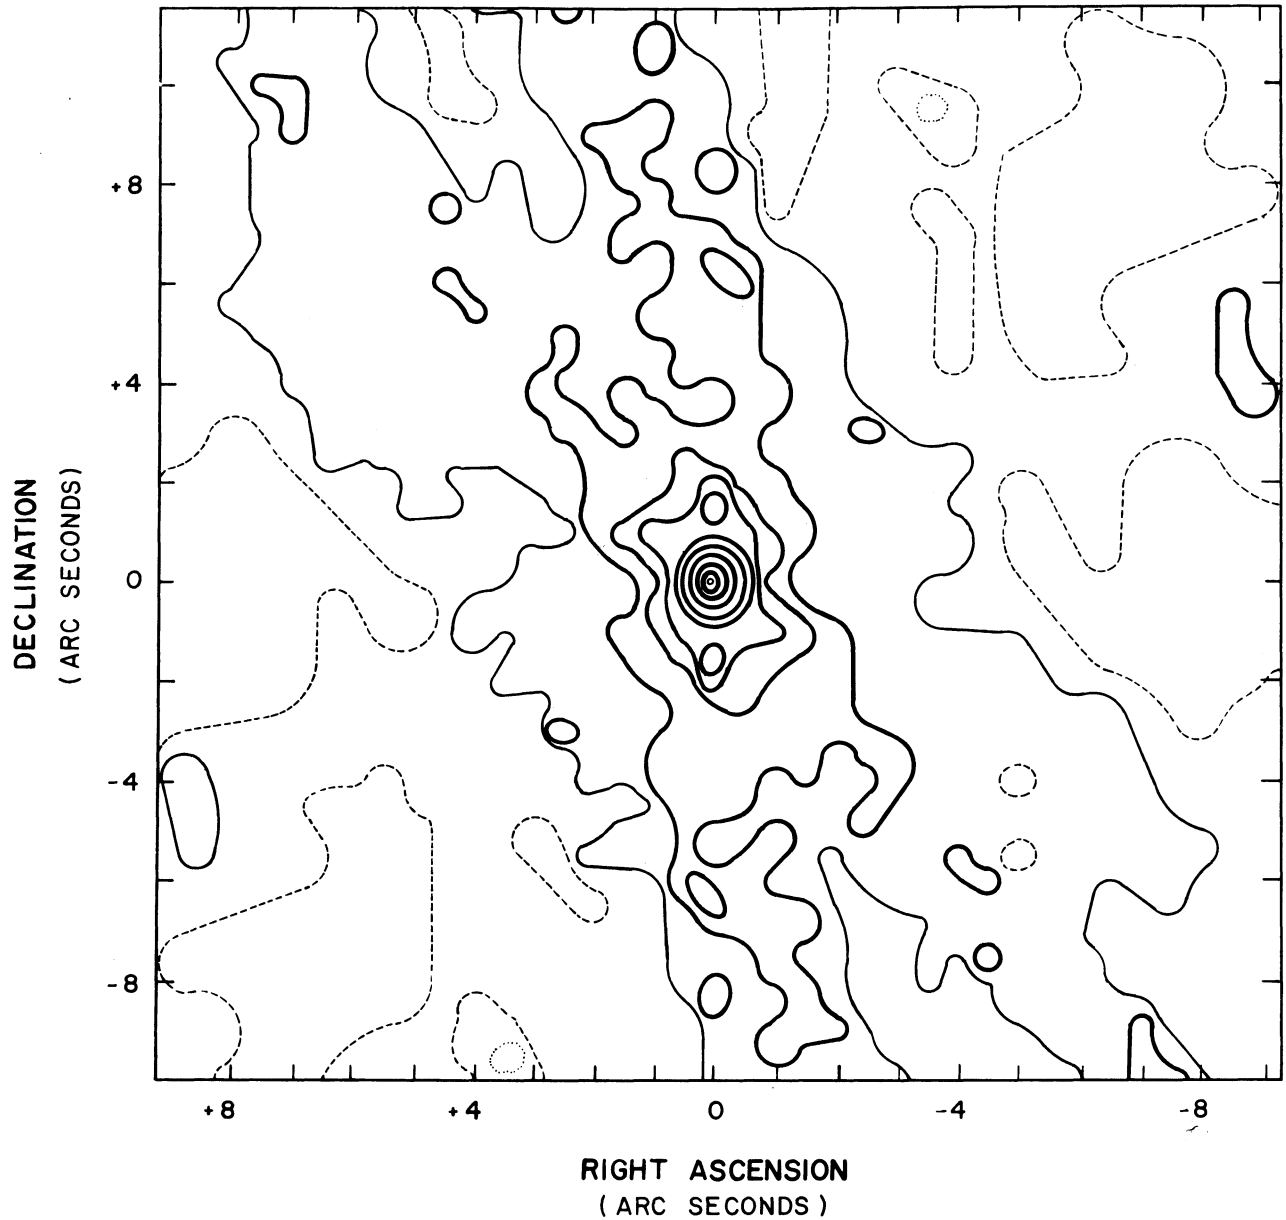 +8
+4
0
-4
-8
DECLINATION
(ARC SECONDS)
+8 +4 0 -4 -8
RIGHT ASCENSION
(ARC SECONDS)